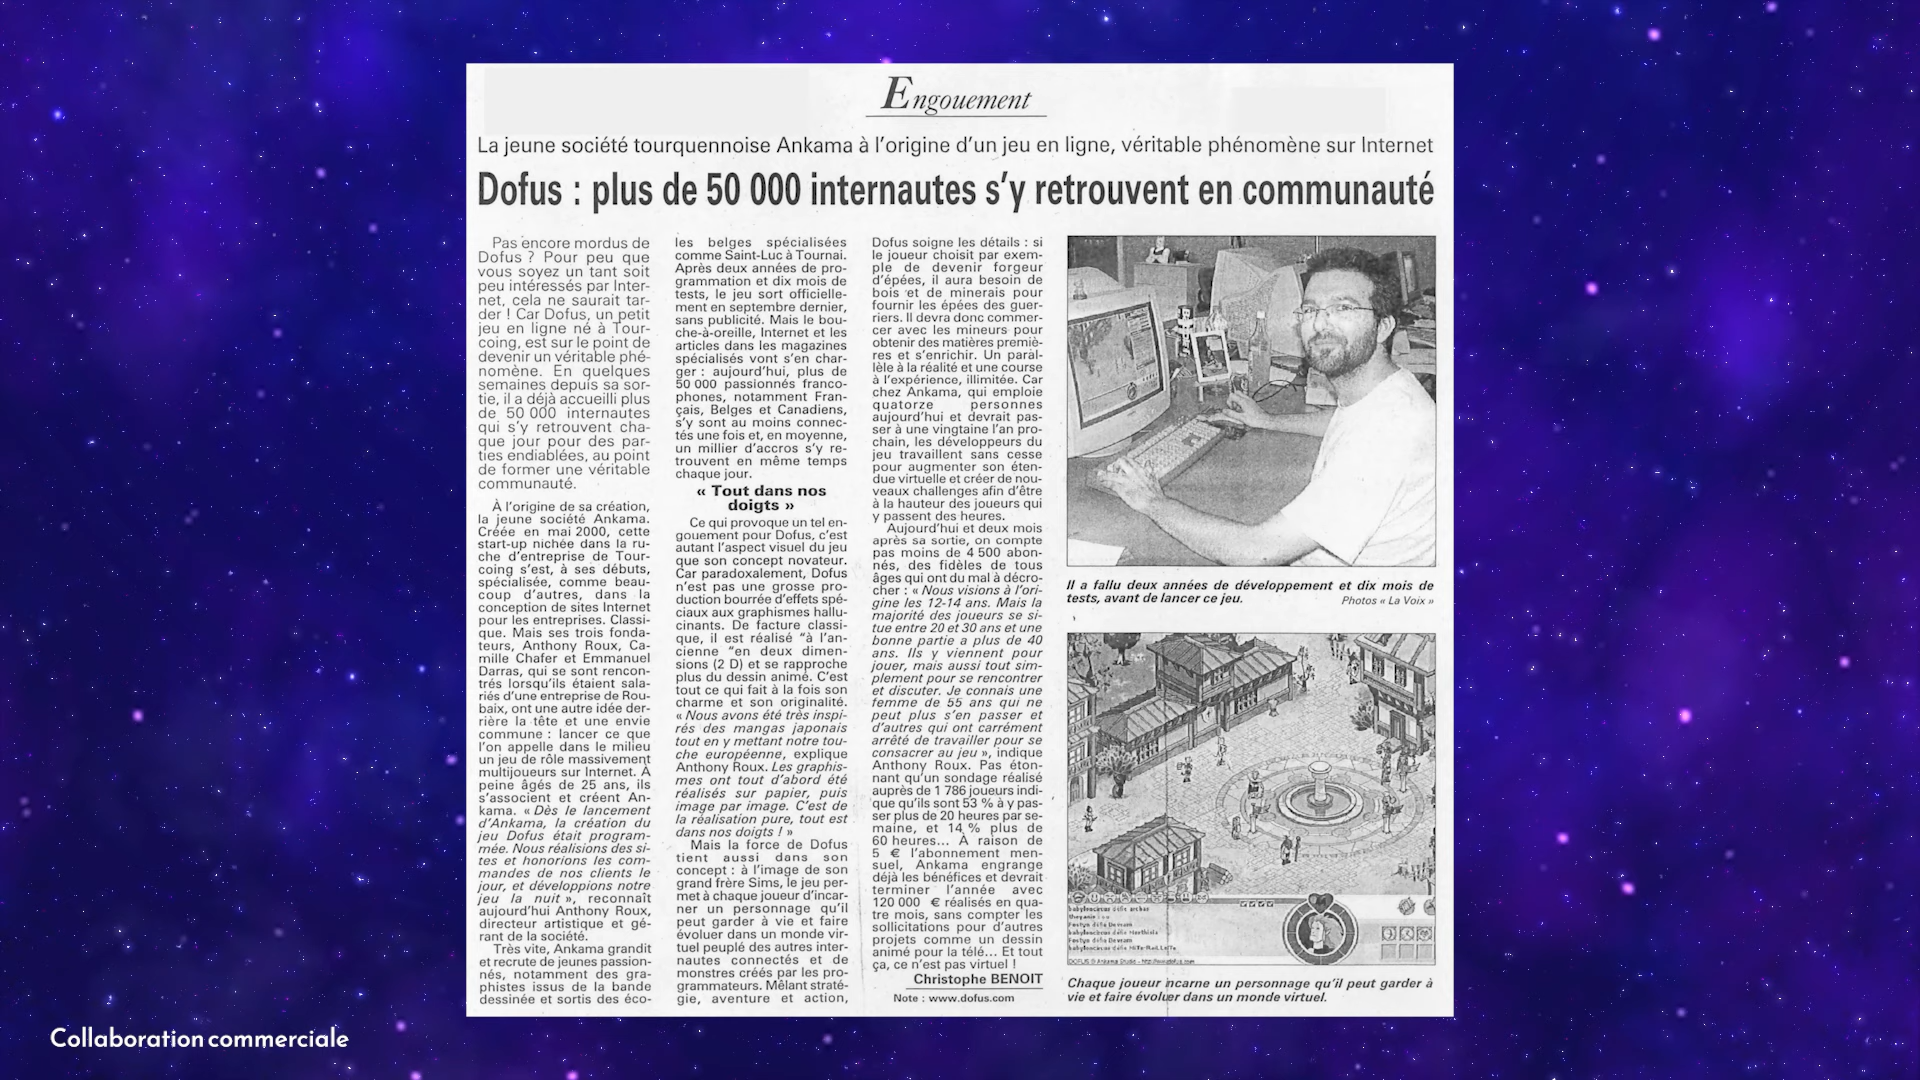 Engouement
La jeune société tourquennoise Ankama à l'origine d'un jeu en ligne, véritable phénomène sur Internet
Dofus : plus de 50 000 internautes s'y retrouvent en communauté
Pas encore mordus de
Dofus ? Pour peu que
vous soyez un tant soit
peu intéressés par Inter-
net, cela ne saurait tar-
der ! Car Dofus, un petit
jeu en ligne né à Tour-
coing, est sur le point de
devenir un véritable phé-
nomène. En quelques
semaines depuis sa sor-
tie, il a déjà accueilli plus
de 50 000 internautes
qui s'y retrouvent cha-
que jour pour des par-
ties endiablées, au point
de former une véritable
communauté.
À l'origine de sa création,
la jeune société Ankama.
Créée en mai 2000, cette
start-up nichée dans la ru-
che d'entreprise de Tour-
coing s'est, à ses débuts,
spécialisée, comme beau-
coup d'autres, dans la
conception de sites Internet
pour les entreprises. Classi-
que. Mais ses trois fonda-
teurs, Anthony Roux, Ca-
mille Chafer et Emmanuel
Darras, qui se sont rencon-
trés lorsqu'ils étaient sala-
riés d'une entreprise de Rou-
baix, ont une autre idée der-
rière la tête et une envie
commune : lancer ce que
l'on appelle dans le milieu
un jeu de rôle massivement
multijoueurs sur Internet. À
peine âgés de 25 ans, ils
s'associent et créent An-
kama. « Dès le lancement
d'Ankama, la création du
jeu Dofus était program-
mée. Nous réalisions des si-
tes et honorions les com-
mandes de nos clients le
jour, et développions notre
jeu la nuit », reconnaît
aujourd'hui Anthony Roux,
directeur artistique et gé-
rant de la société.
Très vite, Ankama grandit
et recrute de jeunes passion-
nés, notamment des gra-
phistes issus de la bande
dessinée et sortis des éco-
les belges spécialisées
comme Saint-Luc à Tournai.
Après deux années de pro-
grammation et dix mois de
tests, le jeu sort officielle-
ment en septembre dernier,
sans publicité. Mais le bou-
che-à-oreille, Internet et les
articles dans les magazines
spécialisés vont s'en char-
ger : aujourd'hui, plus de
50 000 passionnés franco-
phones, notamment Fran-
çais, Belges et Canadiens,
s'y sont au moins connec-
tés une fois et, en moyenne,
un millier d'accros s'y re-
trouvent en même temps
chaque jour.
« Tout dans nos
doigts »
Ce qui provoque un tel en-
gouement pour Dofus, c'est
autant l'aspect visuel du jeu
que son concept novateur.
Car paradoxalement, Dofus
n'est pas une grosse pro-
duction bourrée d'effets spé-
ciaux aux graphismes hallu-
cinants. De facture classi-
que, il est réalisé "à l'an-
cienne "en deux dimen-
sions (2 D) et se rapproche
plus du dessin animé. C'est
tout ce qui fait à la fois son
charme et son originalité.
« Nous avons été très inspi-
rés des mangas japonais
tout en y mettant notre tou-
che européenne, explique
Anthony Roux. Les graphis-
mes ont tout d'abord été
réalisés sur papier, puis
image par image. C'est de
la réalisation pure, tout est
dans nos doigts ! »
Mais la force de Dofus
tient aussi dans son
concept : à l'image de son
grand frère Sims, le jeu per-
met à chaque joueur d'incar-
ner un personnage qu'il
peut garder à vie et faire
évoluer dans un monde vir-
tuel peuplé des autres inter-
nautes connectés et de
monstres créés par les pro-
grammateurs. Mêlant straté-
gie, aventure et action,
Dofus soigne les détails : si
le joueur choisit par exem-
ple de devenir forgeur
d'épées, il aura besoin de
bois et de minerais pour
fournir les épées des guer-
riers. Il devra donc commer-
cer avec les mineurs pour
obtenir des matières premiè-
res et s'enrichir. Un paral-
lèle à la réalité et une course
à l'expérience, illimitée. Car
chez Ankama, qui emploie
quatorze personnes
aujourd'hui et devrait pas-
ser à une vingtaine l'an pro-
chain, les développeurs du
jeu travaillent sans cesse
pour augmenter son éten-
due virtuelle et créer de nou-
veaux challenges afin d'être
à la hauteur des joueurs qui
y passent des heures.
Aujourd'hui et deux mois
après sa sortie, on compte
pas moins de 4 500 abon-
nés, des fidèles de tous
âges qui ont du mal à décro-
cher : « Nous visions à l'ori-
gine les 12-14 ans. Mais la
majorité des joueurs se si-
tue entre 20 et 30 ans et une
bonne partie a plus de 40
ans. Ils y viennent pour
jouer, mais aussi tout sim-
plement pour se rencontrer
et discuter. Je connais une
femme de 55 ans qui ne
peut plus s'en passer et
d'autres qui ont carrément
arrêté de travailler pour se
consacrer au jeu », indique
Anthony Roux. Pas éton-
nant qu'un sondage réalisé
auprès de 1 786 joueurs indi-
que qu'ils sont 53 % à y pas-
ser plus de 20 heures par se-
maine, et 14 % plus de
60 heures... À raison de
5 € l'abonnement men-
suel, Ankama engrange
déjà les bénéfices et devrait
terminer l'année avec
120 000 € réalisés en qua-
tre mois, sans compter les
sollicitations pour d'autres
projets comme un dessin
animé pour la télé... Et tout
ça, ce n'est pas virtuel !
Christophe BENOIT
Note : www.dofus.com
Il a fallu deux années de développement et dix mois de
tests, avant de lancer ce jeu.
Photos « La Voix »
Chaque joueur incarne un personnage qu'il peut garder à
vie et faire évoluer dans un monde virtuel.
Collaboration commerciale